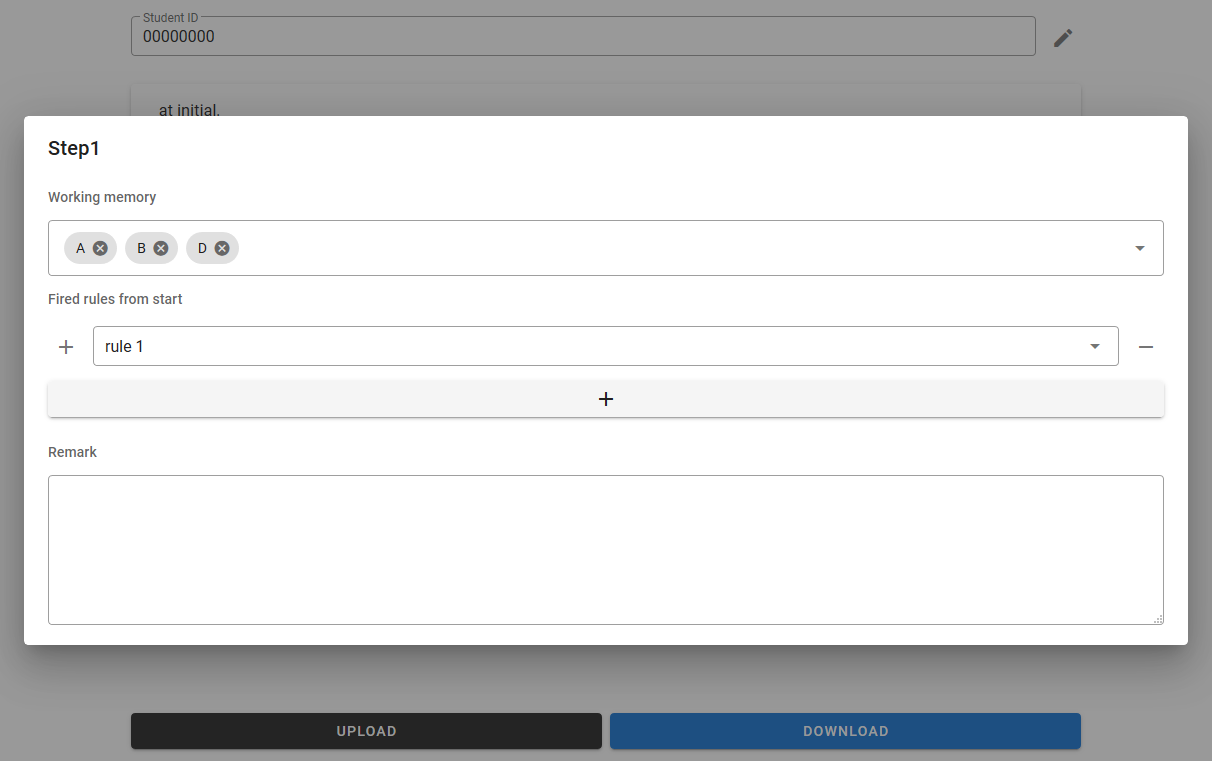 Student ID
00000000
at initial,
Step1
Working memory
A B D
Fired rules from start
rule 1
Remark
UPLOAD DOWNLOAD